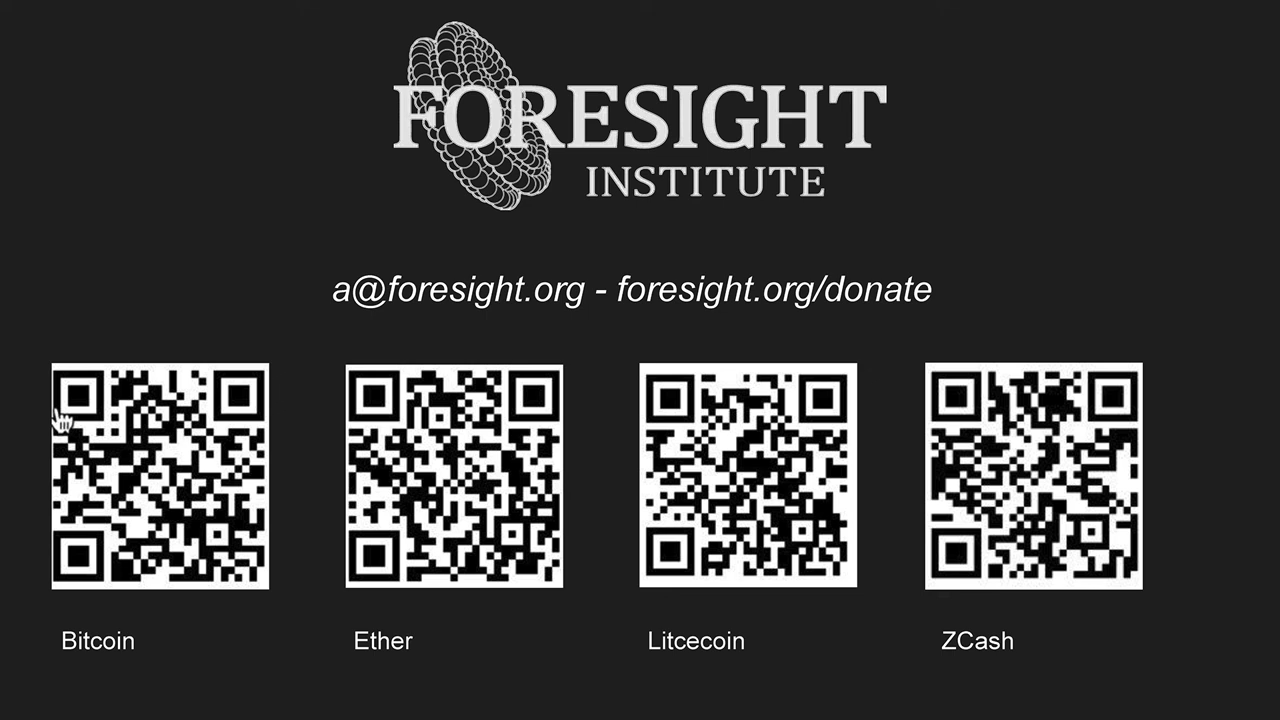 FORESIGHT
INSTITUTE
a@foresight.org - foresight.org/donate
Bitcoin
Ether
Litcecoin
ZCash